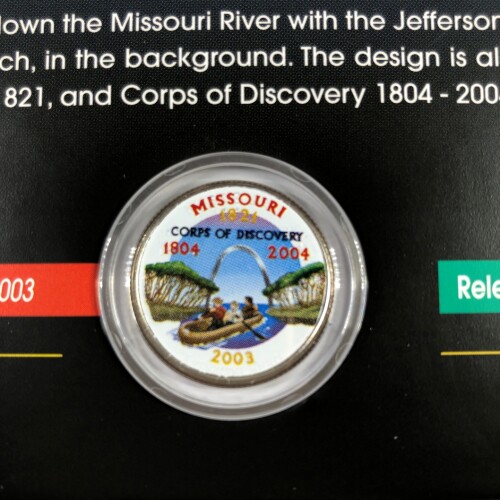 down the Missouri River with the Jefferson
ch, in the background. The design is al
821, and Corps of Discovery 1804 - 200
MISSOURI
1821
CORPS OF DISCOVERY
1804 2004
003
Rele
2003